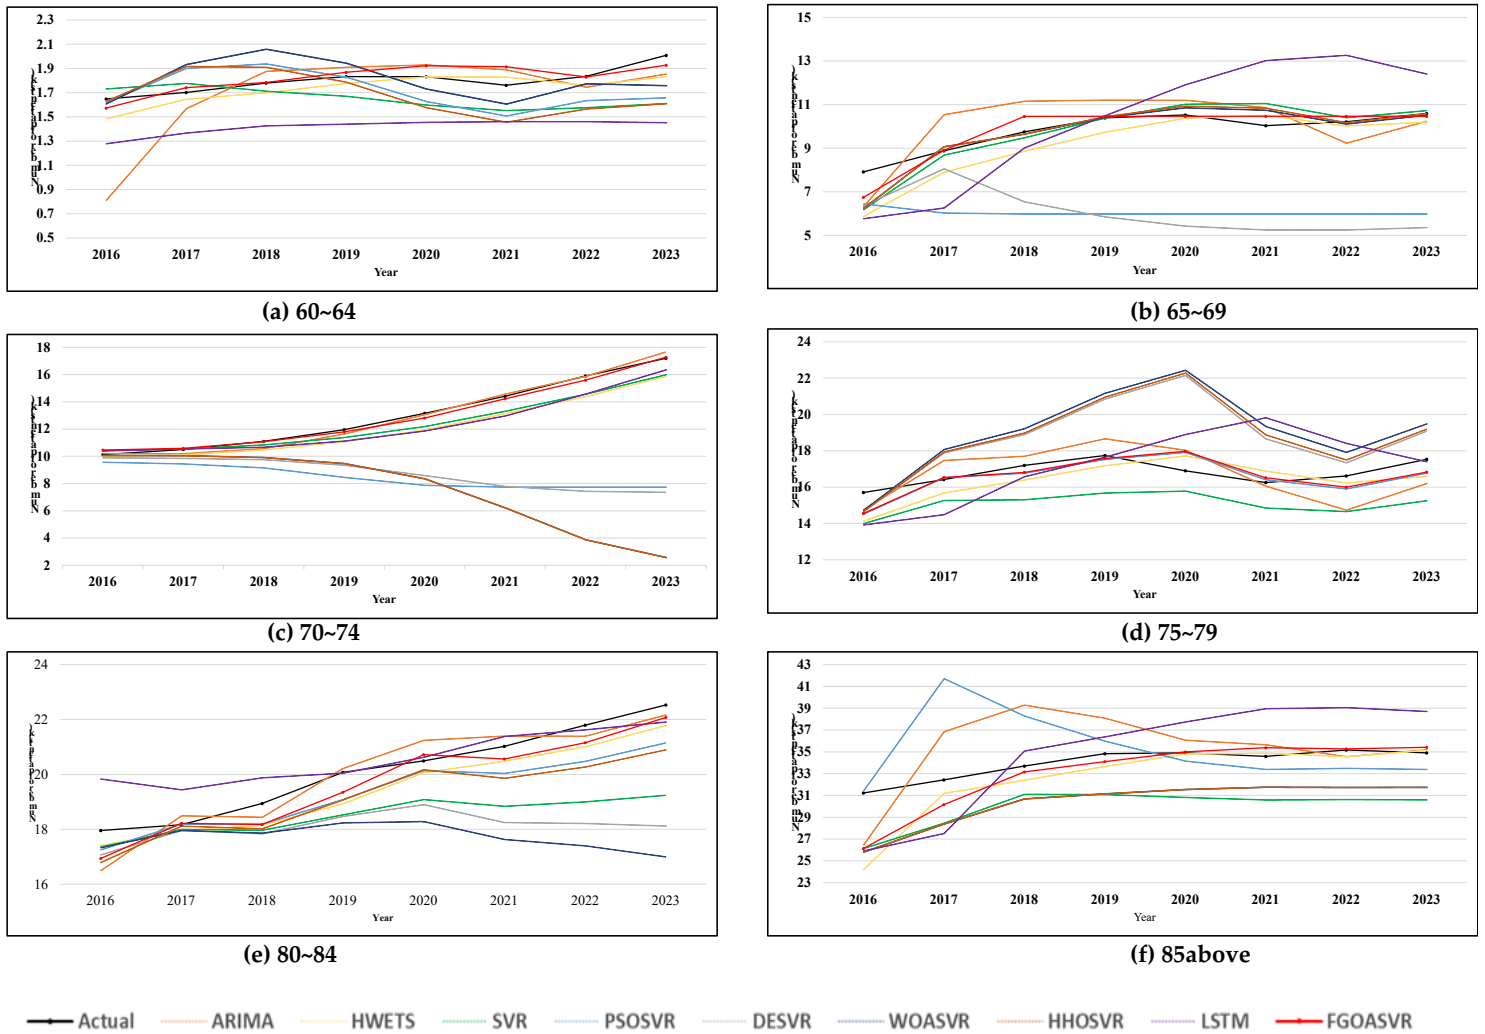 2.3
2.1
1.9
1.7
1.5
1.3
1.1
0.9
0.7
0.5
2016 2017 2018 2019 2020 2021 2022 2023
Year
(a) 60~64
15
13
11
9
7
5
2016 2017 2018 2019 2020 2021 2022 2023
Year
(b) 65~69
18
16
14
12
10
8
6
4
2
2016 2017 2018 2019 2020 2021 2022 2023
Year
(c) 70~74
24
22
20
18
16
14
12
2016 2017 2018 2019 2020 2021 2022 2023
Year
(d) 75~79
24
22
20
18
16
2016 2017 2018 2019 2020 2021 2022 2023
Year
(e) 80~84
43
41
39
37
35
33
31
29
27
25
23
2016 2017 2018 2019 2020 2021 2022 2023
Year
(f) 85above
Actual ARIMA HWETS SVR PSOSVR DESVR WOASVR HHOSVR LSTM FGOASVR